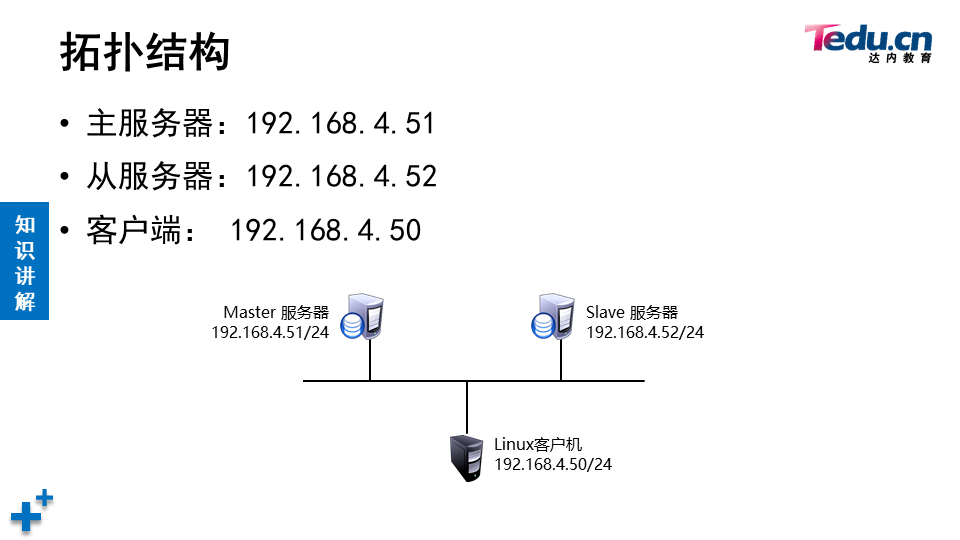 拓扑结构
Tedu.cn
达内教育
• 主服务器：192.168.4.51
• 从服务器：192.168.4.52
• 客户端： 192.168.4.50
知识讲解
Master 服务器
192.168.4.51/24
Slave 服务器
192.168.4.52/24
Linux客户机
192.168.4.50/24